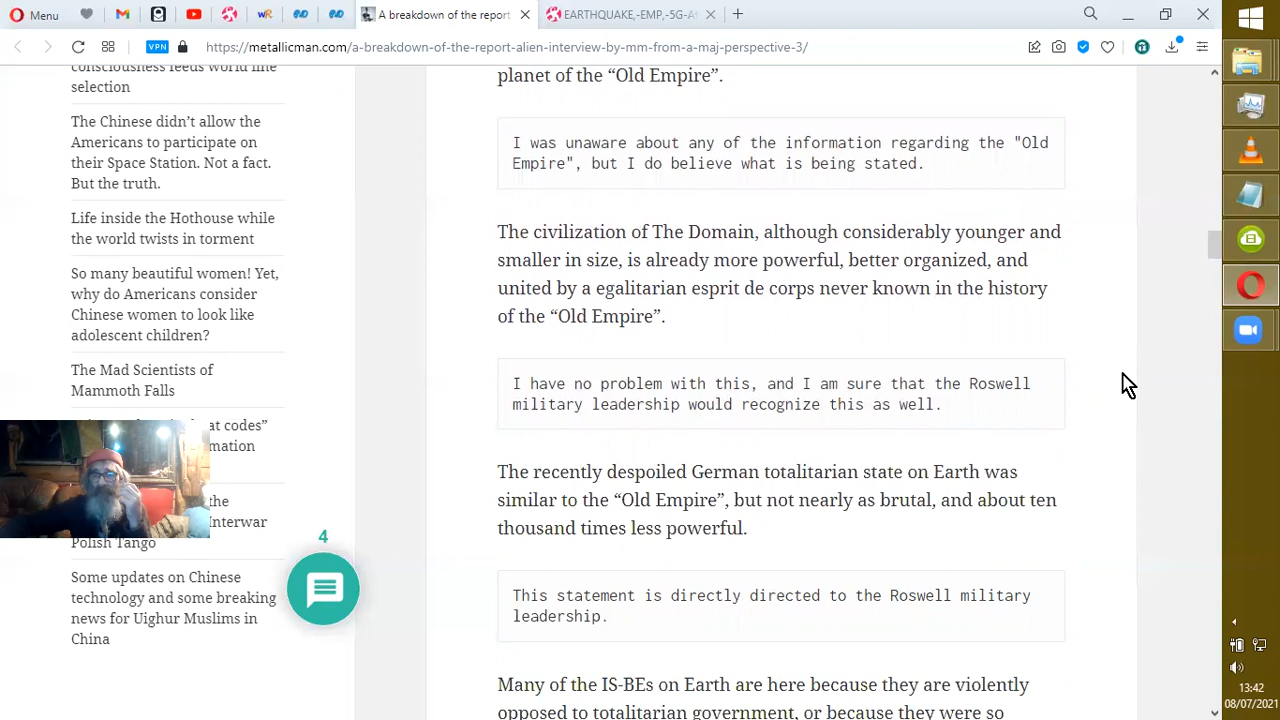 Menu
A breakdown of the report
EARTHQUAKE,-EMP,-5G-A
VPN
https://metallicman.com/a-breakdown-of-the-report-alien-interview-by-mm-from-a-maj-perspective-3/
consciousness feeds world line
selection
The Chinese didn’t allow the
Americans to participate on
their Space Station. Not a fact.
But the truth.
Life inside the Hothouse while
the world twists in torment
So many beautiful women! Yet,
why do Americans consider
Chinese women to look like
adolescent children?
The Mad Scientists of
Mammoth Falls
at codes”
mation
the
Interwar
Polish Tango
Some updates on Chinese
technology and some breaking
news for Uighur Muslims in
China
4
planet of the “Old Empire”.
I was unaware about any of the information regarding the "Old
Empire", but I do believe what is being stated.
The civilization of The Domain, although considerably younger and
smaller in size, is already more powerful, better organized, and
united by a egalitarian esprit de corps never known in the history
of the “Old Empire”.
I have no problem with this, and I am sure that the Roswell
military leadership would recognize this as well.
The recently despoiled German totalitarian state on Earth was
similar to the “Old Empire”, but not nearly as brutal, and about ten
thousand times less powerful.
This statement is directly directed to the Roswell military
leadership.
Many of the IS-BEs on Earth are here because they are violently
opposed to totalitarian government, or because they were so
13:42
08/07/2021